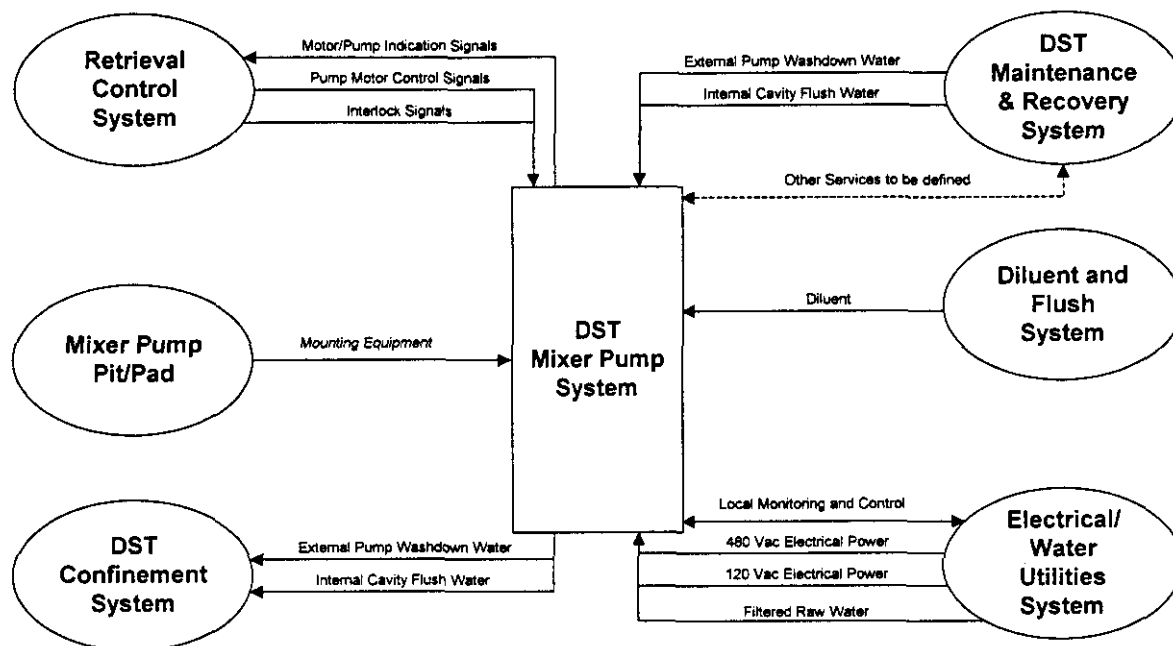 Retrieval
Control
System
Motor/Pump Indication Signals
Pump Motor Control Signals
Interlock Signals
External Pump Washdown Water
Internal Cavity Flush Water
DST
Maintenance
& Recovery
System
Other Services to be defined
Mixer Pump
Pit/Pad
Mounting Equipment
DST
Mixer Pump
System
Diluent
Diluent and
Flush
System
DST
Confinement
System
External Pump Washdown Water
Internal Cavity Flush Water
Local Monitoring and Control
480 Vac Electrical Power
120 Vac Electrical Power
Filtered Raw Water
Electrical/
Water
Utilities
System